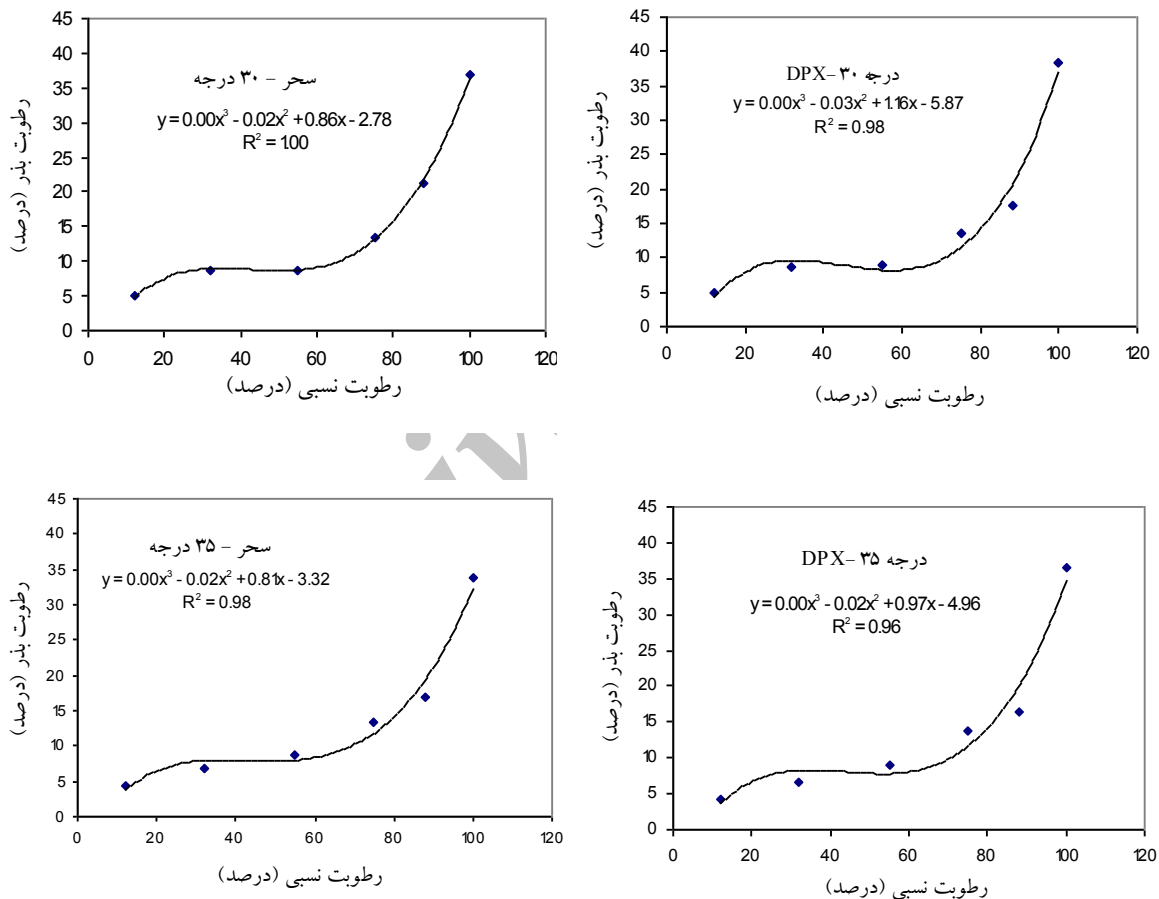 45
40
35
30
25
20
15
10
5
0
0 20 40 60 80 100 120
سحر – ۳۰ درجه
y = 0.00x³ - 0.02x² + 0.86x - 2.78
R² = 1.00
رطوبت بذر (درصد)
رطوبت نسبی (درصد)
45
40
35
30
25
20
15
10
5
0
0 20 40 60 80 100 120
DPX– ۳۰ درجه
y = 0.00x³ - 0.03x² + 1.16x - 5.87
R² = 0.98
رطوبت بذر (درصد)
رطوبت نسبی (درصد)
45
40
35
30
25
20
15
10
5
0
0 20 40 60 80 100 120
سحر – ۳۵ درجه
y = 0.00x³ - 0.02x² + 0.81x - 3.32
R² = 0.98
رطوبت بذر (درصد)
رطوبت نسبی (درصد)
45
40
35
30
25
20
15
10
5
0
0 20 40 60 80 100 120
DPX– ۳۵ درجه
y = 0.00x³ - 0.02x² + 0.97x - 4.96
R² = 0.96
رطوبت بذر (درصد)
رطوبت نسبی (درصد)